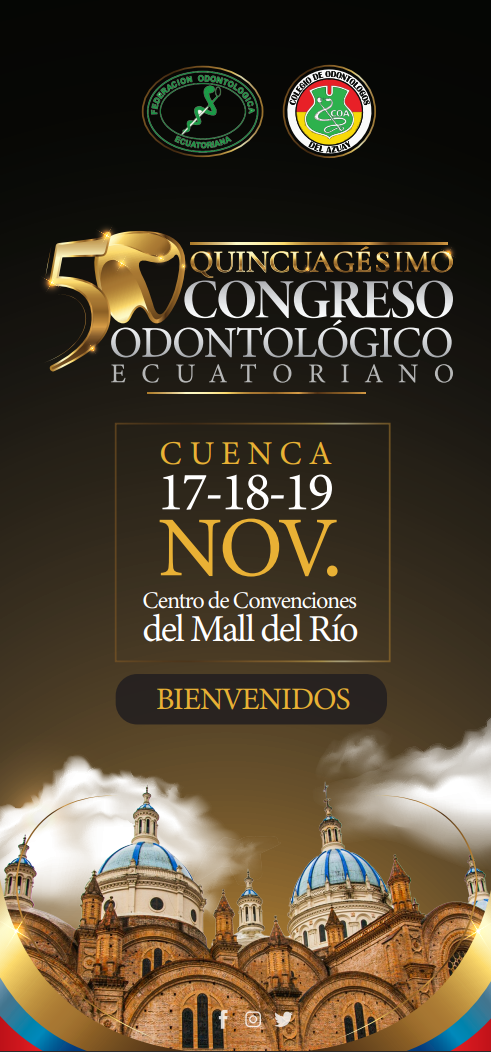 FEDERACION ODONTOLOGICA
ECUATORIANA
COLEGIO DE ODONTOLOGOS
COA
DEL AZUAY
50
QUINCUAGÉSIMO
CONGRESO
ODONTOLÓGICO
ECUATORIANO
CUENCA
17-18-19
NOV.
Centro de Convenciones
del Mall del Río
BIENVENIDOS